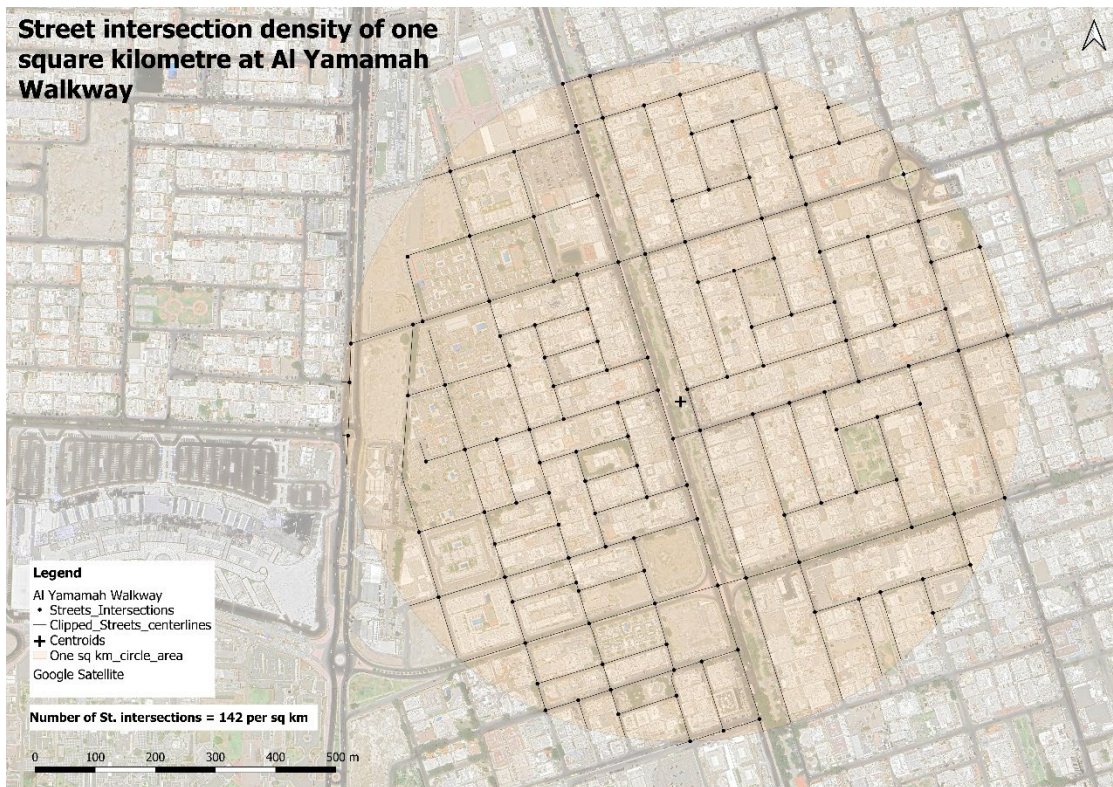 Street intersection density of one
square kilometre at Al Yamamah
Walkway
Legend
Al Yamamah Walkway
Streets_Intersections
Clipped_Streets_centerlines
Centroids
One sq km_circle_area
Google Satellite
Number of St. intersections = 142 per sq km
0 100 200 300 400 500 m